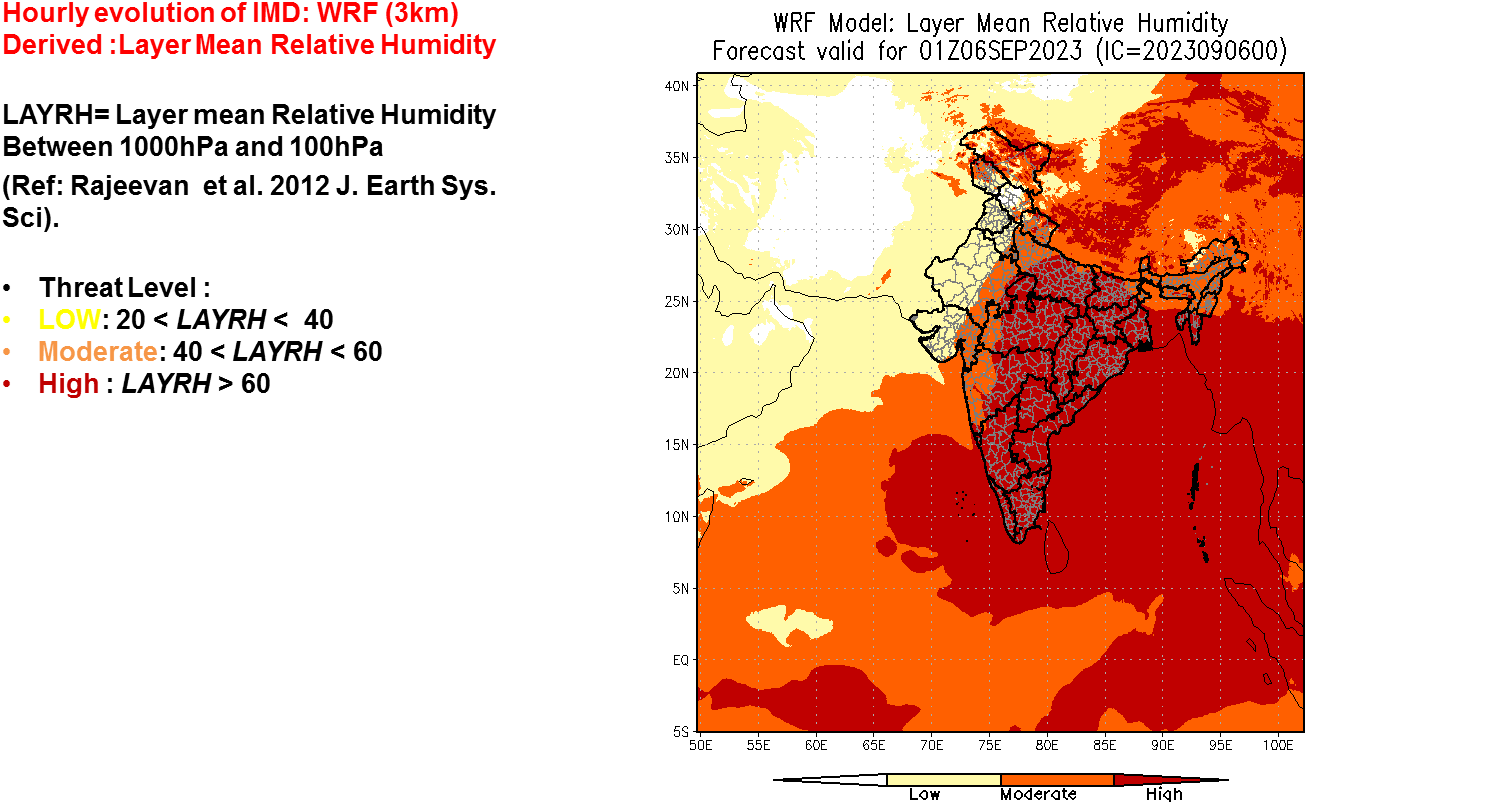 Hourly evolution of IMD: WRF (3km)
Derived :Layer Mean Relative Humidity
LAYRH= Layer mean Relative Humidity
Between 1000hPa and 100hPa
(Ref: Rajeevan et al. 2012 J. Earth Sys.
Sci).
• Threat Level :
• LOW: 20 < LAYRH < 40
• Moderate: 40 < LAYRH < 60
• High : LAYRH > 60
WRF Model: Layer Mean Relative Humidity
Forecast valid for 01Z06SEP2023 (IC=2023090600)
40N
35N
30N
25N
20N
15N
10N
5N
EQ
5S
50E 55E 60E 65E 70E 75E 80E 85E 90E 95E 100E
Low Moderate High